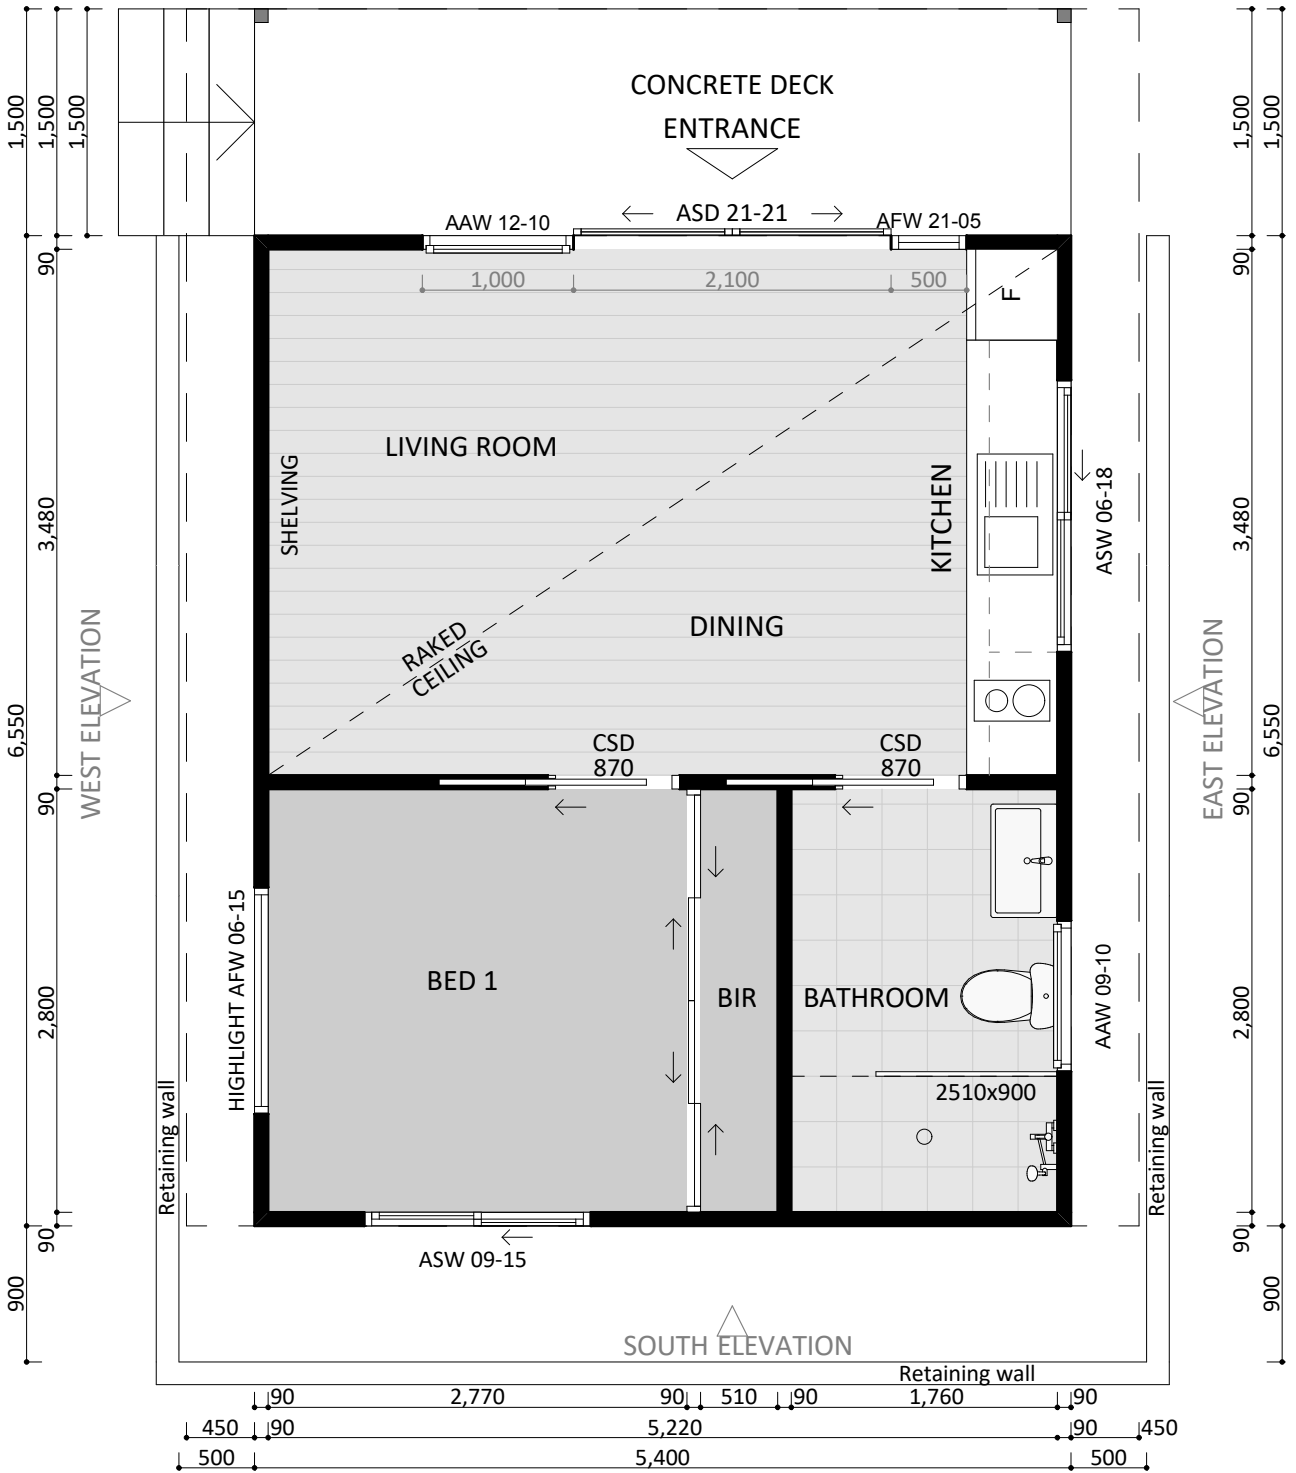 CONCRETE DECK
ENTRANCE
1,500
1,500
1,500
1,500
1,500
AAW 12-10
ASD 21-21
AFW 21-05
90
90
1,000
2,100
500
F
LIVING ROOM
SHELVING
KITCHEN
ASW 06-18
3,480
3,480
DINING
RAKED
CEILING
WEST ELEVATION
EAST ELEVATION
6,550
6,550
CSD
870
CSD
870
90
90
HIGHLIGHT AFW 06-15
BED 1
BIR
BATHROOM
AAW 09-10
2,800
2,800
2510x900
Retaining wall
Retaining wall
90
90
ASW 09-15
900
900
SOUTH ELEVATION
Retaining wall
90
2,770
90
510
90
1,760
90
450
90
5,220
90
450
500
5,400
500